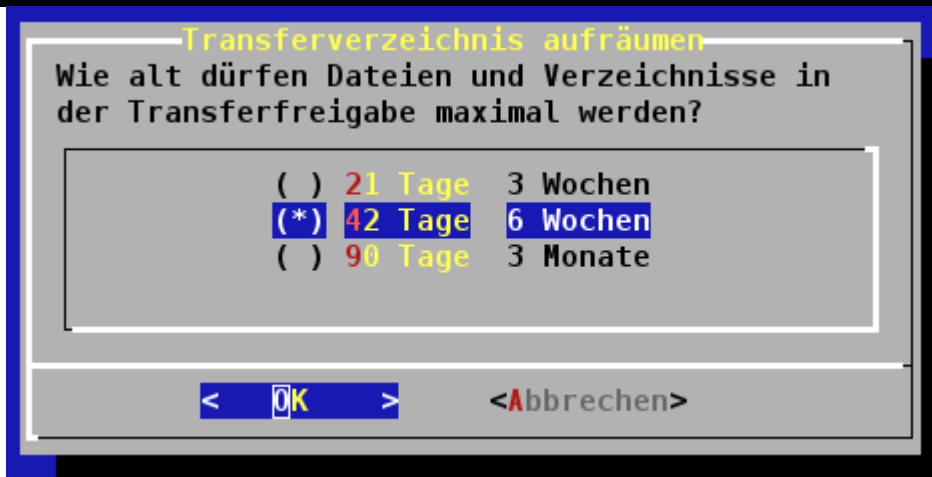 Transferverzeichnis aufräumen
Wie alt dürfen Dateien und Verzeichnisse in
der Transferfreigabe maximal werden?
( ) 21 Tage 3 Wochen
(*) 42 Tage 6 Wochen
( ) 90 Tage 3 Monate
< OK > <Abbrechen>